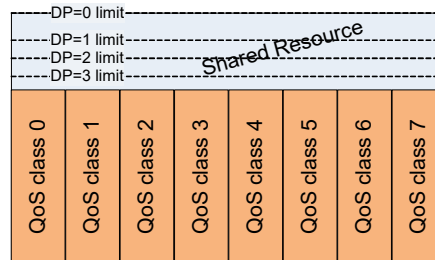 DP=0 limit
DP=1 limit
DP=2 limit
DP=3 limit
Shared Resource
QoS class 0
QoS class 1
QoS class 2
QoS class 3
QoS class 4
QoS class 5
QoS class 6
QoS class 7